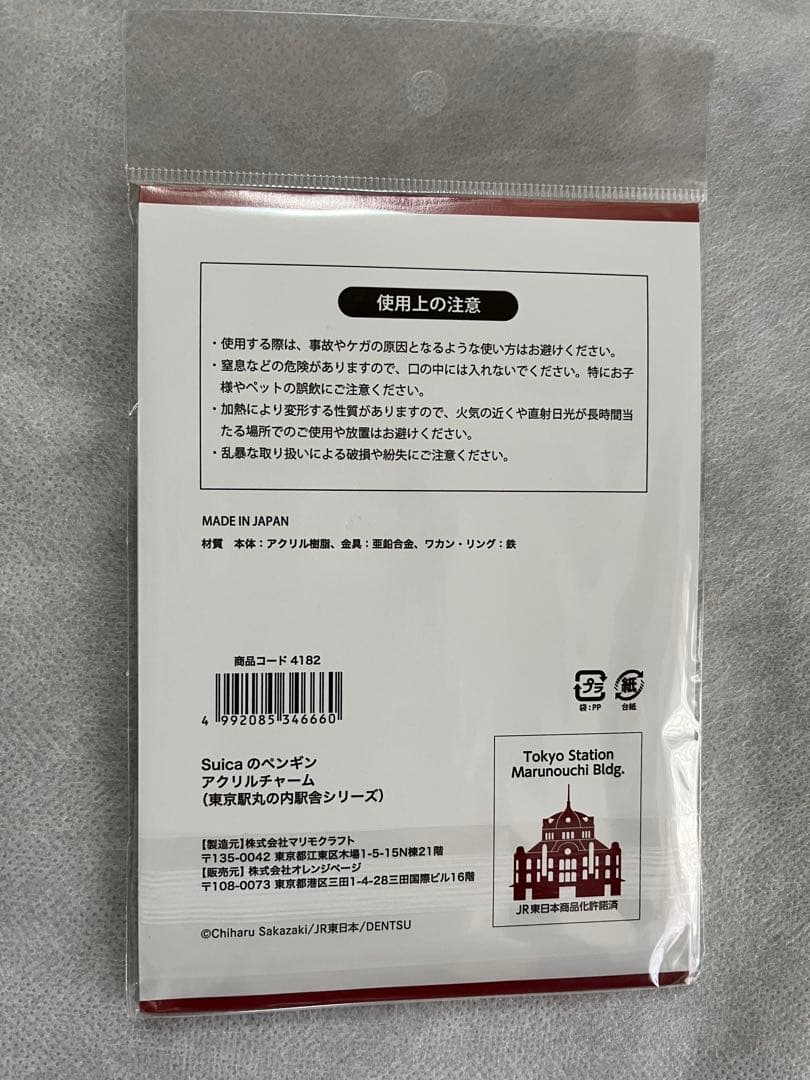 使用上の注意
・使用する際は、事故やケガの原因となるような使い方はお避けください。
・窒息などの危険がありますので、口の中には入れないでください。特にお子
様やペットの誤飲にご注意ください。
・加熱により変形する性質がありますので、火気の近くや直射日光が長時間当
たる場所でのご使用や放置はお避けください。
・乱暴な取り扱いによる破損や紛失にご注意ください。
MADE IN JAPAN
材質 本体：アクリル樹脂、金具：亜鉛合金、ワカン・リング：鉄
商品コード 4182
4 992085 346660
プラ
袋：PP
紙
台紙
Suica のペンギン
アクリルチャーム
（東京駅丸の内駅舎シリーズ）
【製造元】株式会社マリモクラフト
〒135-0042 東京都江東区木場1-5-15N棟21階
【販売元】株式会社オレンジページ
〒108-0073 東京都港区三田1-4-28三田国際ビル16階
©Chiharu Sakazaki/JR東日本/DENTSU
Tokyo Station
Marunouchi Bldg.
JR東日本商品化許諾済